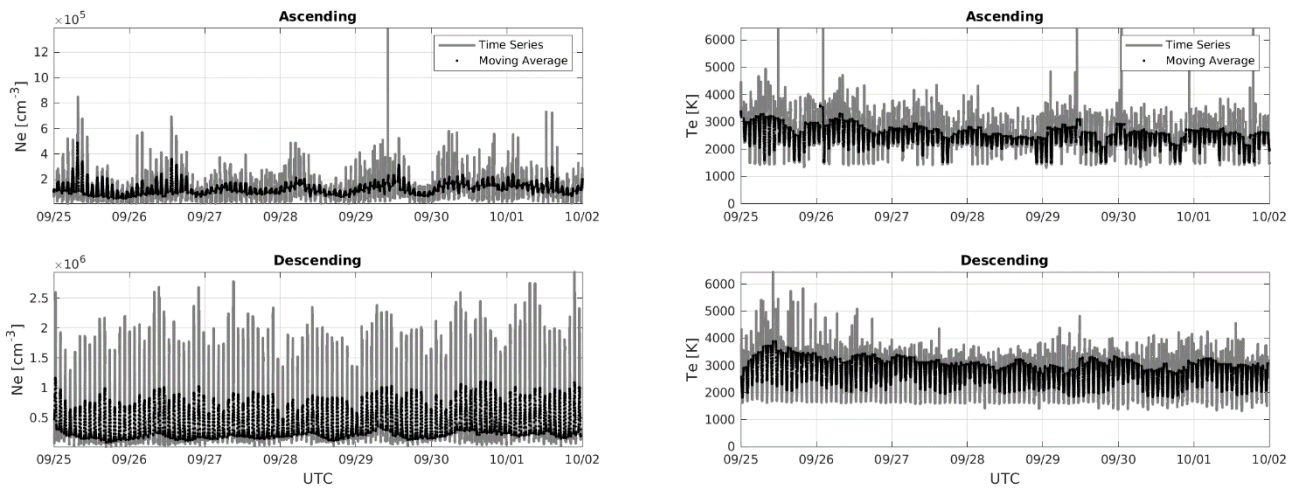 Ascending
×10⁵
Ne [cm⁻³]
12
10
8
6
4
2
Time Series
Moving Average
09/25 09/26 09/27 09/28 09/29 09/30 10/01 10/02
Ascending
Te [K]
6000
5000
4000
3000
2000
1000
0
Time Series
Moving Average
09/25 09/26 09/27 09/28 09/29 09/30 10/01 10/02
Descending
×10⁶
Ne [cm⁻³]
2.5
2
1.5
1
0.5
09/25 09/26 09/27 09/28 09/29 09/30 10/01 10/02
UTC
Descending
Te [K]
6000
5000
4000
3000
2000
1000
0
09/25 09/26 09/27 09/28 09/29 09/30 10/01 10/02
UTC